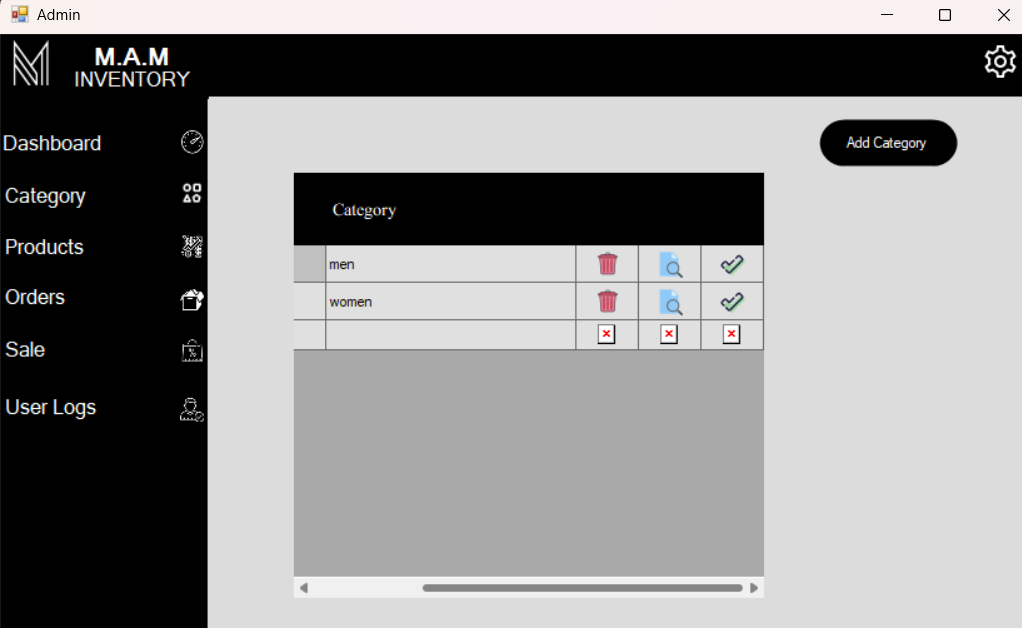 Admin
M.A.M
INVENTORY
Dashboard
Category
Products
Orders
Sale
User Logs
Add Category
Category
men
women